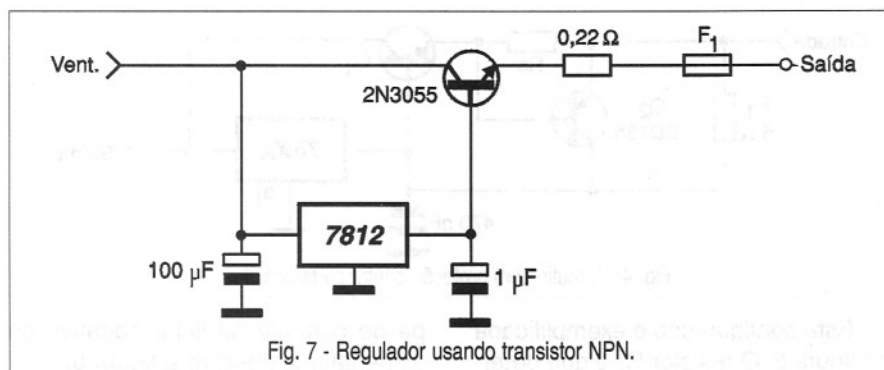 0,22 Ω
F1
Vent.
Saída
2N3055
7812
100 µF
1 µF
Fig. 7 - Regulador usando transistor NPN.